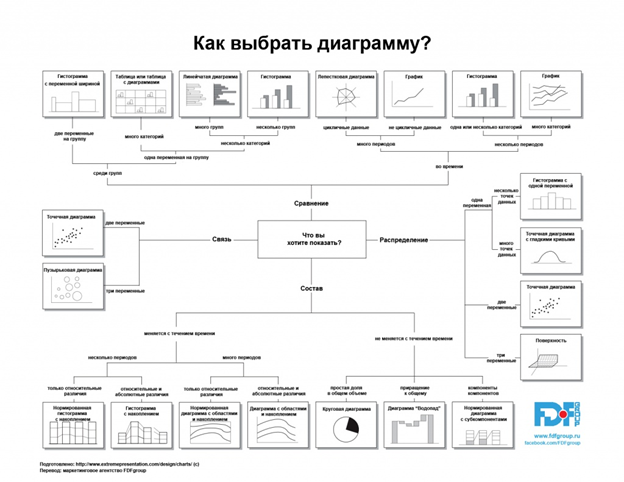 Как выбрать диаграмму?
Гистограмма
с переменной шириной
Таблица или таблица
с диаграммами
Линейчатая диаграмма
Гистограмма
Лепестковая диаграмма
График
Гистограмма
График
две переменные
на группу
много категорий
много групп
несколько групп
цикличные данные
не цикличные данные
одна или несколько категорий
много категорий
несколько категорий
много периодов
несколько периодов
одна переменная на группу
среди групп
во времени
Сравнение
Гистограмма с
одной переменной
несколько
точек
данных
одна
переменная
Точечная диаграмма
две переменные
Связь
Что вы
хотите показать?
Распределение
много
точек
данных
Точечная диаграмма
с гладкими кривыми
Пузырьковая диаграмма
три переменные
Состав
две
переменные
Точечная диаграмма
меняется с течением времени
не меняется с течением времени
три
переменные
Поверхность
несколько периодов
много периодов
только относительные
различия
относительные и
абсолютные различия
только относительные
различия
относительные и
абсолютные различия
простая доля
в общем объеме
приращение
к общему
компоненты
компонентов
Нормированная
гистограмма
с накоплением
Гистограмма
с накоплением
Нормированная
диаграмма с областями
и накоплением
Диаграмма с областями
и накоплением
Круговая диаграмма
Диаграмма "Водопад"
Нормированная
диаграмма
с субкомпонентами
FDF
GROUP
www.fdfgroup.ru
facebook.com/FDFgroup
Подготовлено: http://www.extremepresentation.com/design/charts/ (c)
Перевод: маркетинговое агентство FDFgroup